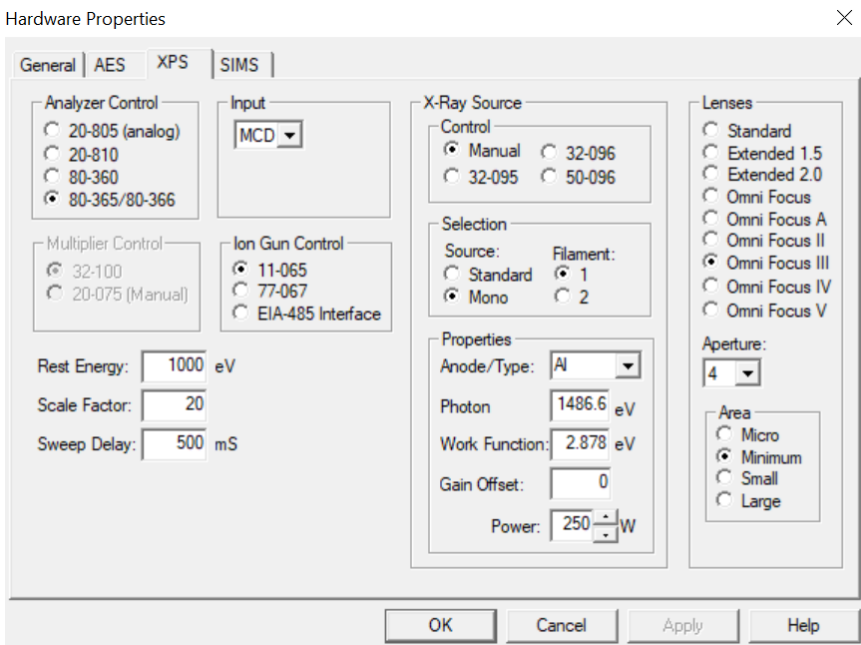 Hardware Properties
General
AES
XPS
SIMS
Analyzer Control
20-805 (analog)
20-810
80-360
80-365/80-366
Input
MCD
Multiplier Control
32-100
20-075 (Manual)
Ion Gun Control
11-065
77-067
EIA-485 Interface
Rest Energy: 1000 eV
Scale Factor: 20
Sweep Delay: 500 mS
X-Ray Source
Control
Manual 32-096
32-095 50-096
Selection
Source: Filament:
Standard 1
Mono 2
Properties
Anode/Type: Al
Photon 1486.6 eV
Work Function: 2.878 eV
Gain Offset: 0
Power: 250 W
Lenses
Standard
Extended 1.5
Extended 2.0
Omni Focus
Omni Focus A
Omni Focus II
Omni Focus III
Omni Focus IV
Omni Focus V
Aperture:
4
Area
Micro
Minimum
Small
Large
OK
Cancel
Apply
Help